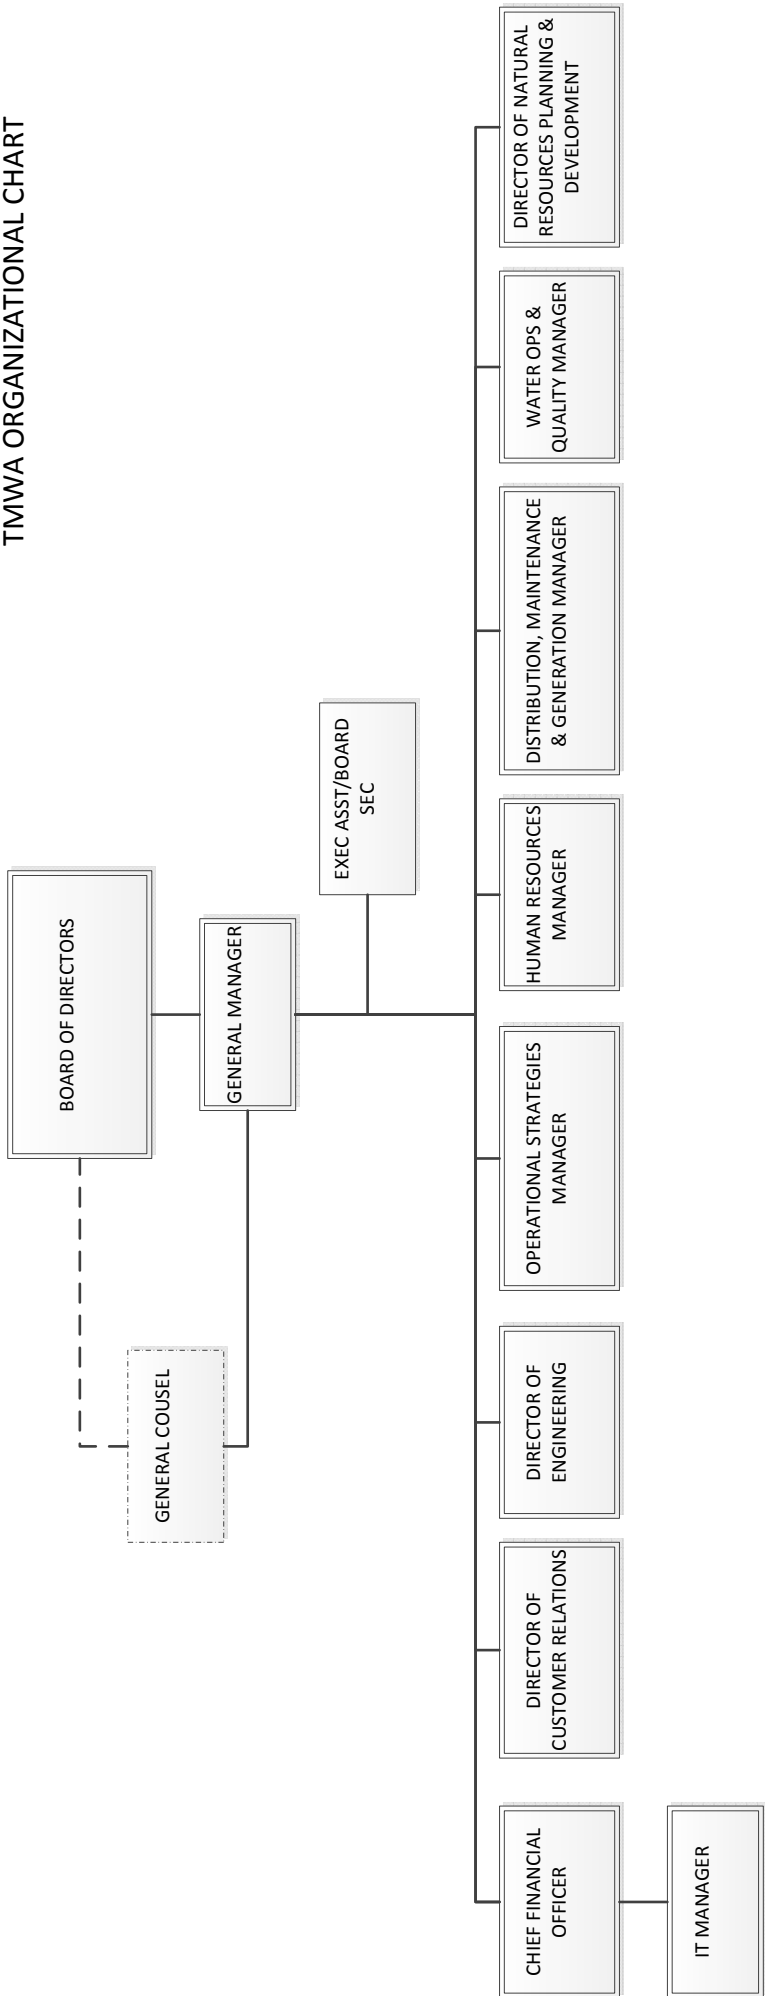 TMWA ORGANIZATIONAL CHART
BOARD OF DIRECTORS
GENERAL COUSEL
GENERAL MANAGER
EXEC ASST/BOARD
SEC
CHIEF FINANCIAL
OFFICER
DIRECTOR OF
CUSTOMER RELATIONS
DIRECTOR OF
ENGINEERING
OPERATIONAL STRATEGIES
MANAGER
HUMAN RESOURCES
MANAGER
DISTRIBUTION, MAINTENANCE
& GENERATION MANAGER
WATER OPS &
QUALITY MANAGER
DIRECTOR OF NATURAL
RESOURCES PLANNING &
DEVELOPMENT
IT MANAGER